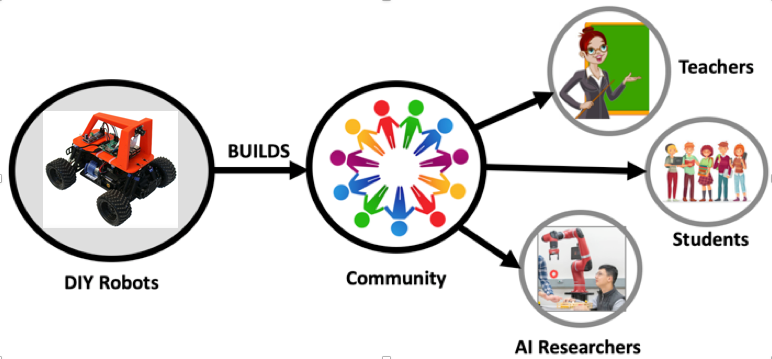 BUILDS
Teachers
Students
DIY Robots
Community
AI Researchers